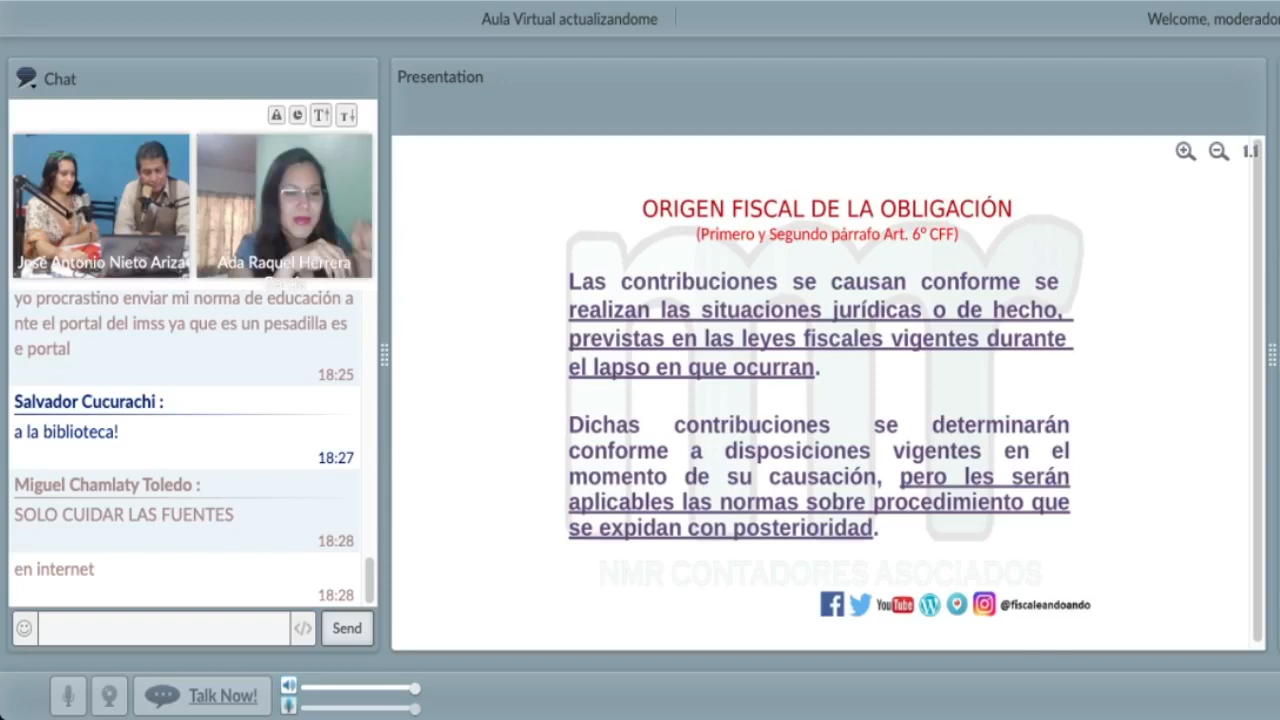 Aula Virtual actualizandome
Welcome, moderador
Chat
Presentation
José Antonio Nieto Ariza
Ada Raquel Herrera
yo procrastino enviar mi norma de educación a
nte el portal del imss ya que es un pesadilla es
e portal
18:25
Salvador Cucurachi :
a la biblioteca!
18:27
Miguel Chamlaty Toledo :
SOLO CUIDAR LAS FUENTES
18:28
en internet
18:28
Send
Talk Now!
1:1
ORIGEN FISCAL DE LA OBLIGACIÓN
(Primero y Segundo párrafo Art. 6° CFF)
Las contribuciones se causan conforme se
realizan las situaciones jurídicas o de hecho,
previstas en las leyes fiscales vigentes durante
el lapso en que ocurran.
Dichas contribuciones se determinarán
conforme a disposiciones vigentes en el
momento de su causación, pero les serán
aplicables las normas sobre procedimiento que
se expidan con posterioridad.
nmr
NMR CONTADORES ASOCIADOS
YouTube
@fiscaleandoando